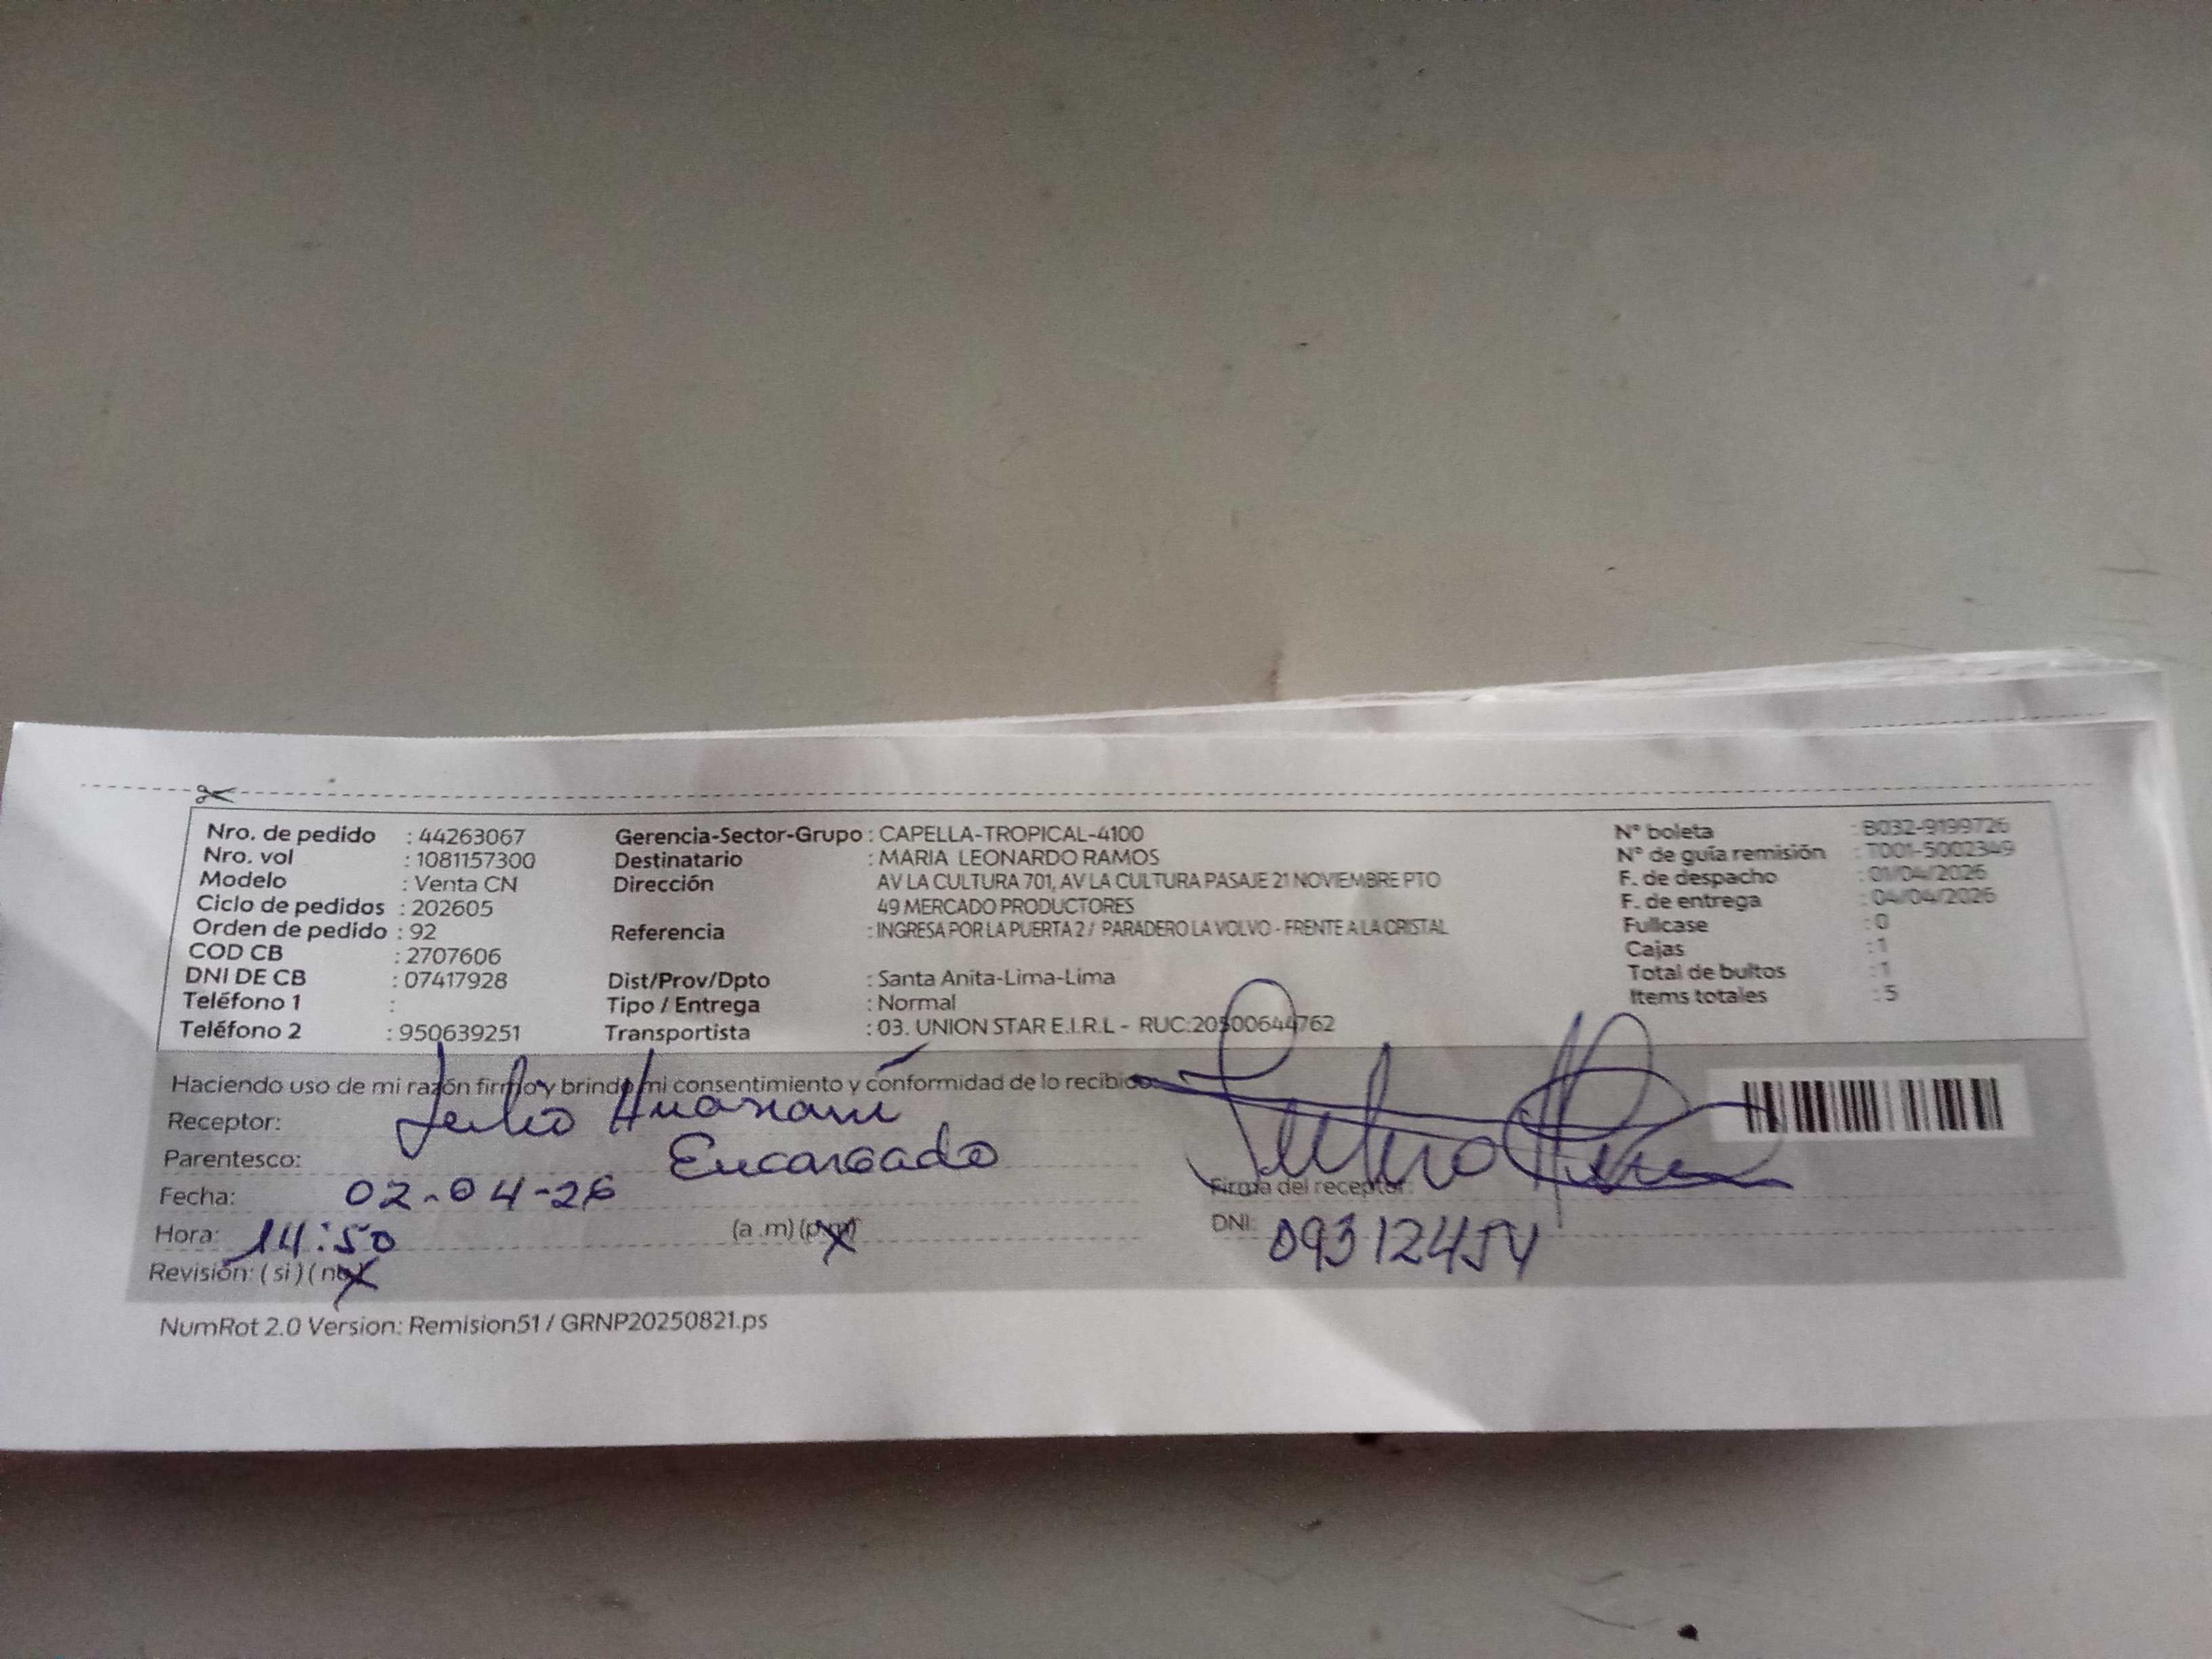 Nro. de pedido : 44263067
Nro. vol : 1081157300
Modelo : Venta CN
Ciclo de pedidos : 202605
Orden de pedido : 92
COD CB : 2707606
DNI DE CB : 07417928
Teléfono 1 :
Teléfono 2 : 950639251
Gerencia-Sector-Grupo : CAPELLA-TROPICAL-4100
Destinatario : MARIA LEONARDO RAMOS
Dirección AV LA CULTURA 701, AV LA CULTURA PASAJE 21 NOVIEMBRE PTO
49 MERCADO PRODUCTORES
Referencia : INGRESA POR LA PUERTA 2 / PARADERO LA VOLVO - FRENTE A LA CRISTAL
Dist/Prov/Dpto : Santa Anita-Lima-Lima
Tipo / Entrega : Normal
Transportista : 03. UNION STAR E.I.R.L - RUC:20500644762
N° boleta : B032-9199726
N° de guía remisión : T001-5002349
F. de despacho : 01/04/2026
F. de entrega : 04/04/2026
Fullcase : 0
Cajas : 1
Total de bultos : 1
Items totales : 5
Haciendo uso de mi razón firmo y brindo mi consentimiento y conformidad de lo recibido.
Receptor: Julio
Parentesco: Encargado
Fecha: 02-04-26
Hora: 14:50 (a .m) (p.m)
Revisión: ( si ) ( no )
Firma del receptor:
DNI: 09312454
NumRot 2.0 Version: Remision51 / GRNP20250821.ps